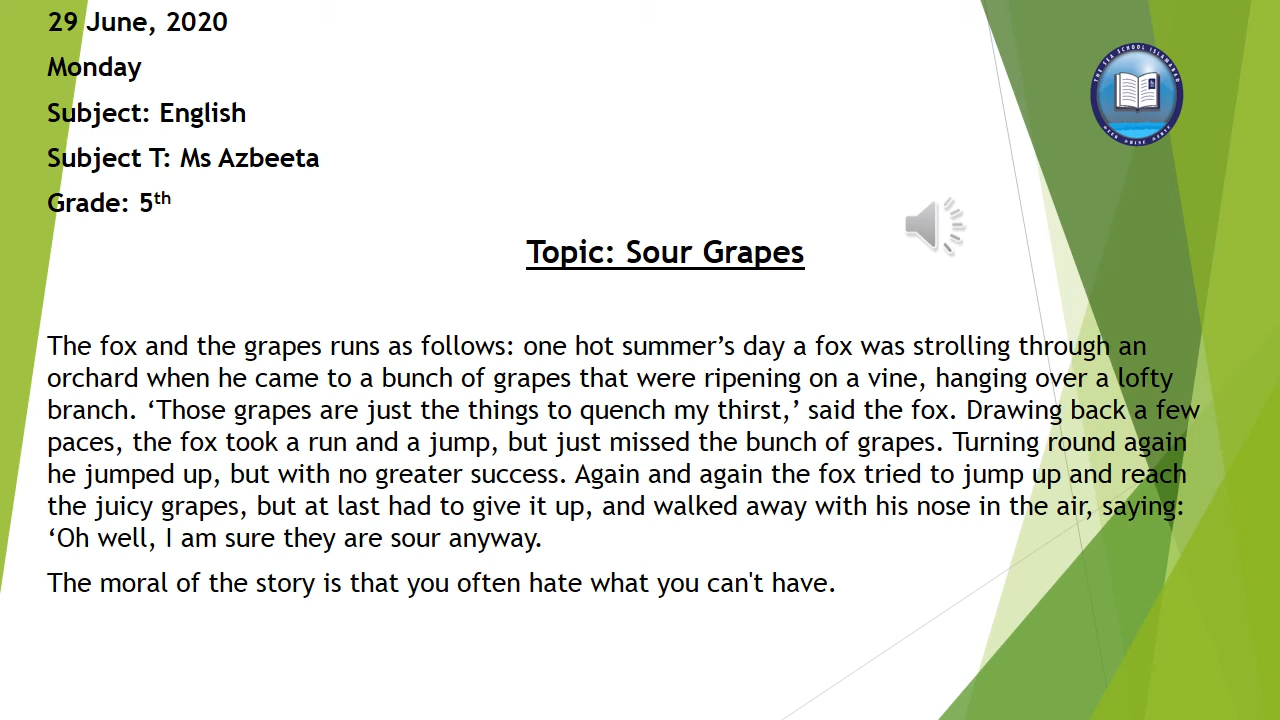 29 June, 2020
Monday
Subject: English
Subject T: Ms Azbeeta
Grade: 5th
THE SEA SCHOOL ISLAMABAD
Topic: Sour Grapes
The fox and the grapes runs as follows: one hot summer’s day a fox was strolling through an
orchard when he came to a bunch of grapes that were ripening on a vine, hanging over a lofty
branch. ‘Those grapes are just the things to quench my thirst,’ said the fox. Drawing back a few
paces, the fox took a run and a jump, but just missed the bunch of grapes. Turning round again
he jumped up, but with no greater success. Again and again the fox tried to jump up and reach
the juicy grapes, but at last had to give it up, and walked away with his nose in the air, saying:
‘Oh well, I am sure they are sour anyway.
The moral of the story is that you often hate what you can't have.